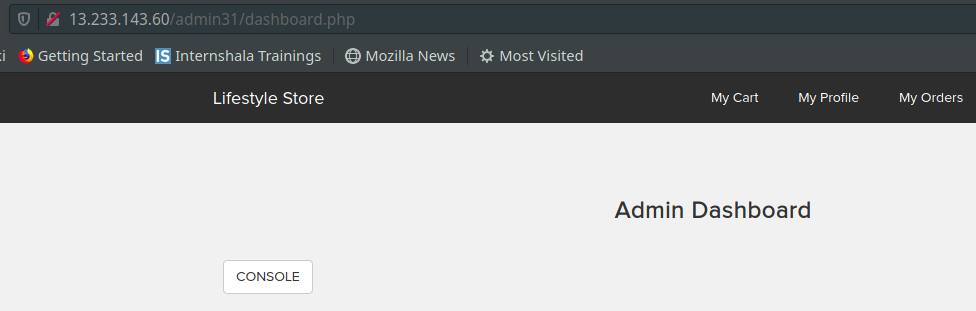 13.233.143.60/admin31/dashboard.php
Getting Started Internshala Trainings Mozilla News Most Visited
Lifestyle Store My Cart My Profile My Orders
Admin Dashboard
CONSOLE